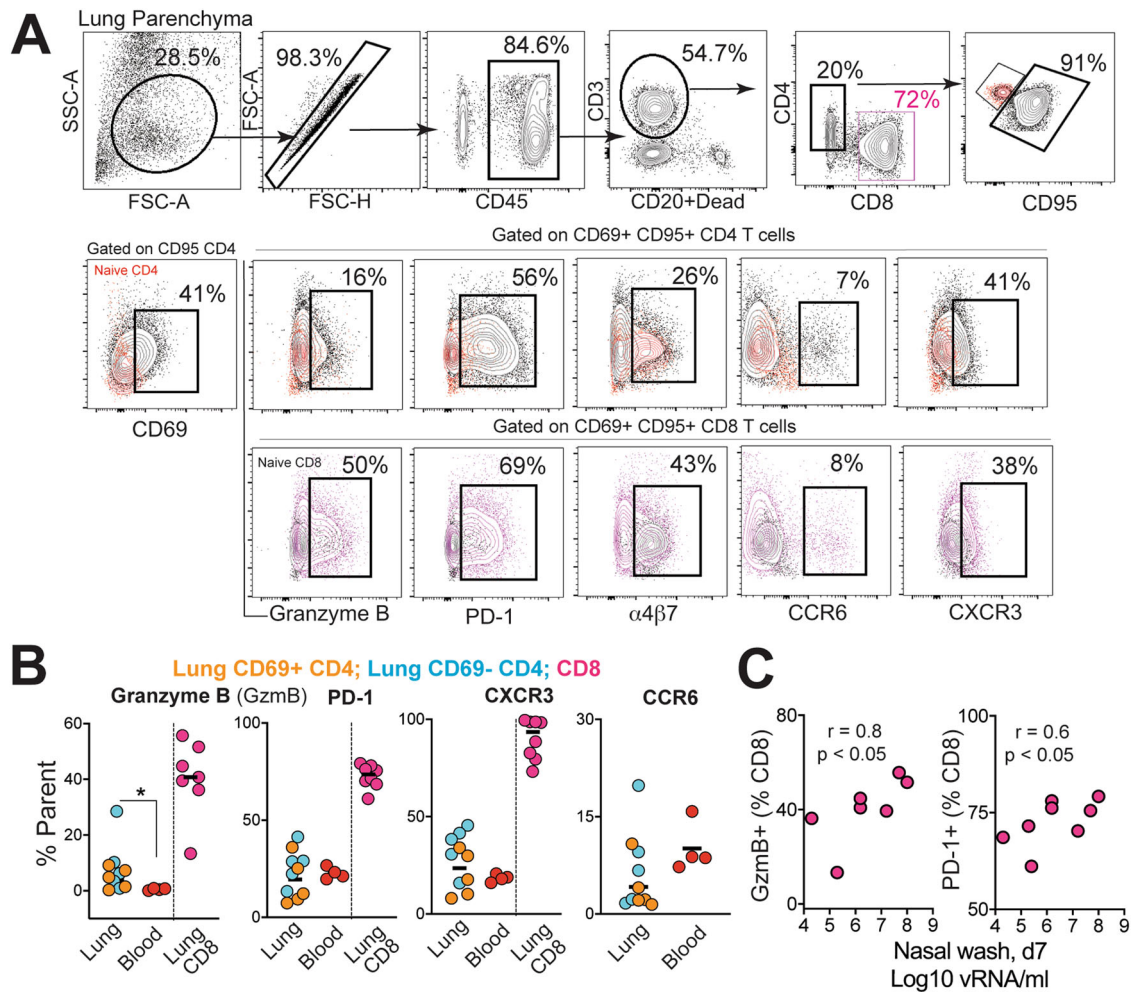 A
Lung Parenchyma
28.5%
SSC-A
FSC-A
98.3%
FSC-A
FSC-H
84.6%
CD45
54.7%
CD3
CD20+Dead
20%
72%
CD4
CD8
91%
CD95
Gated on CD95 CD4
Naive CD4
41%
CD69
Gated on CD69+ CD95+ CD4 T cells
16%
56%
26%
7%
41%
Gated on CD69+ CD95+ CD8 T cells
Naive CD8
50%
69%
43%
8%
38%
Granzyme B
PD-1
α4β7
CCR6
CXCR3
B
Lung CD69+ CD4; Lung CD69- CD4; CD8
Granzyme B (GzmB)
PD-1
CXCR3
CCR6
% Parent
60
40
20
0
*
Lung
Blood
Lung CD8
100
50
0
Lung
Blood
Lung CD8
100
50
0
Lung
Blood
Lung CD8
30
15
0
Lung
Blood
C
GzmB+ (% CD8)
80
40
0
r = 0.8
p < 0.05
4 5 6 7 8 9
PD-1+ (% CD8)
100
75
50
r = 0.6
p < 0.05
4 5 6 7 8 9
Nasal wash, d7
Log10 vRNA/ml